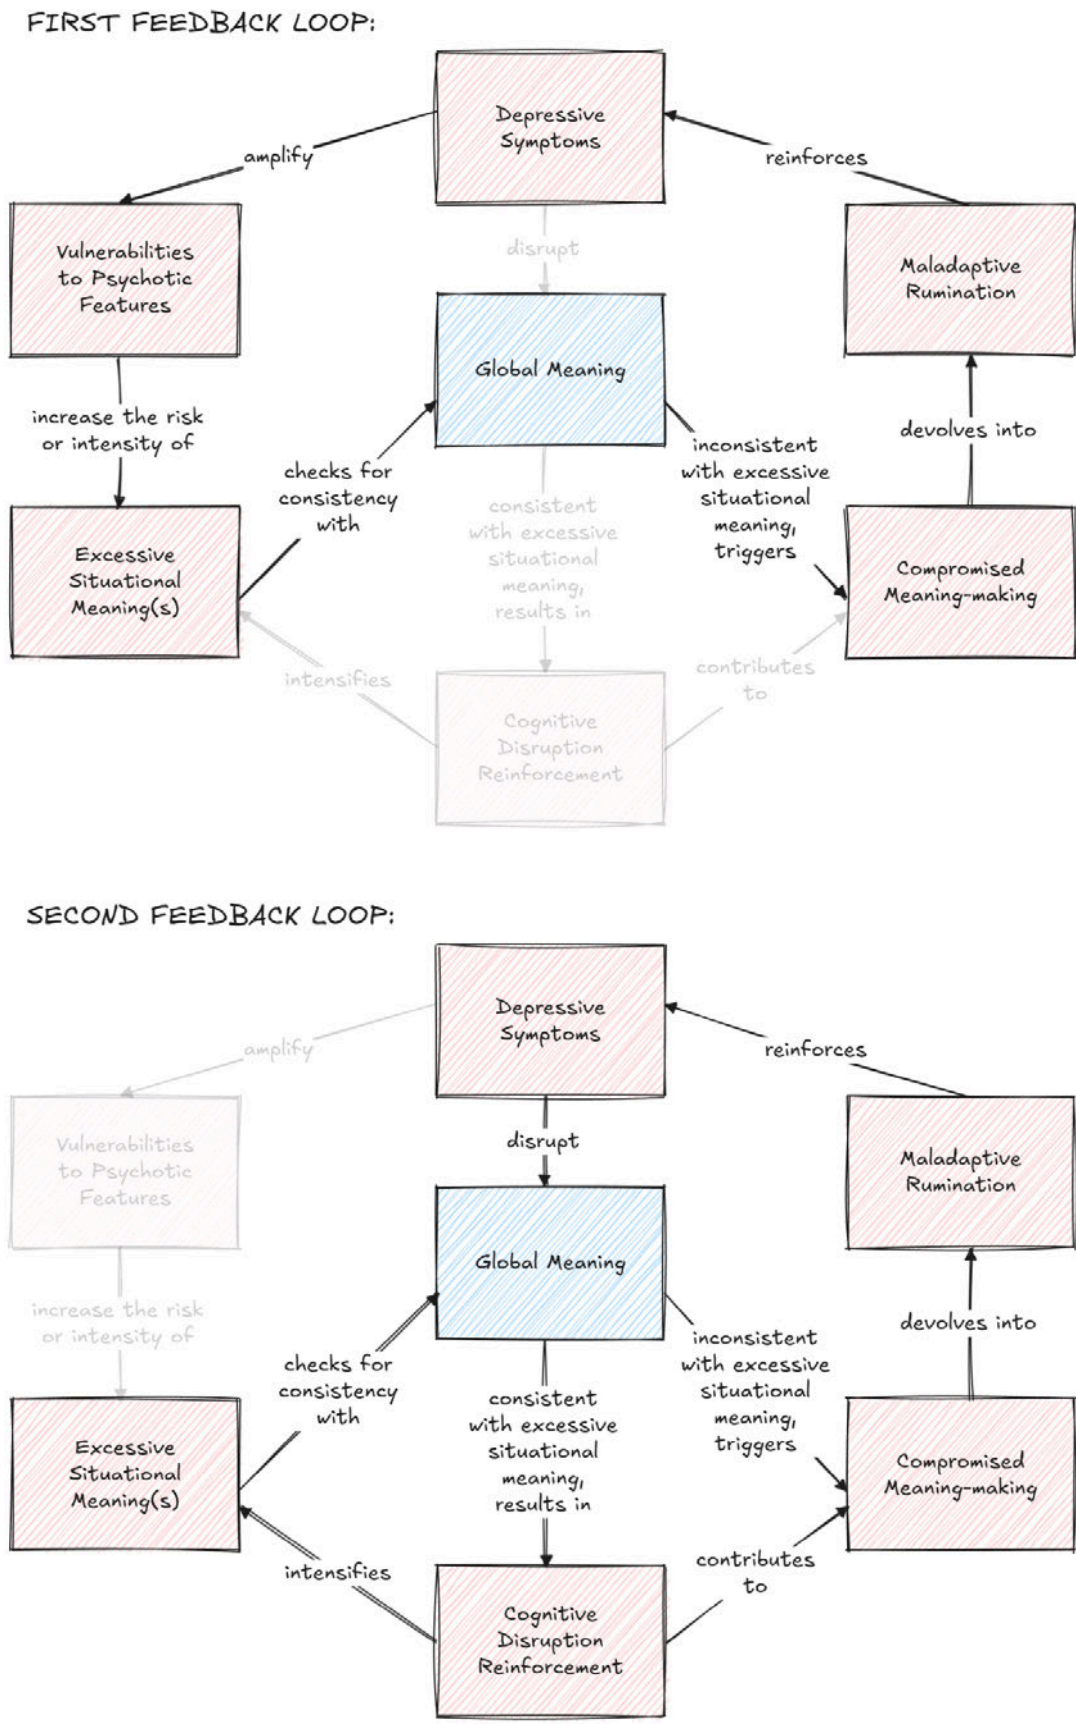 FIRST FEEDBACK LOOP:
Depressive
Symptoms
amplify
reinforces
Vulnerabilities
to Psychotic
Features
disrupt
Maladaptive
Rumination
Global Meaning
increase the risk
or intensity of
devolves into
checks for
consistency
with
inconsistent
with excessive
situational
meaning,
triggers
consistent
with excessive
situational
meaning,
results in
Excessive
Situational
Meaning(s)
Compromised
Meaning-making
intensifies
contributes
to
Cognitive
Disruption
Reinforcement
SECOND FEEDBACK LOOP:
Depressive
Symptoms
amplify
reinforces
Vulnerabilities
to Psychotic
Features
disrupt
Maladaptive
Rumination
Global Meaning
increase the risk
or intensity of
devolves into
checks for
consistency
with
inconsistent
with excessive
situational
meaning,
triggers
consistent
with excessive
situational
meaning,
results in
Excessive
Situational
Meaning(s)
Compromised
Meaning-making
intensifies
contributes
to
Cognitive
Disruption
Reinforcement